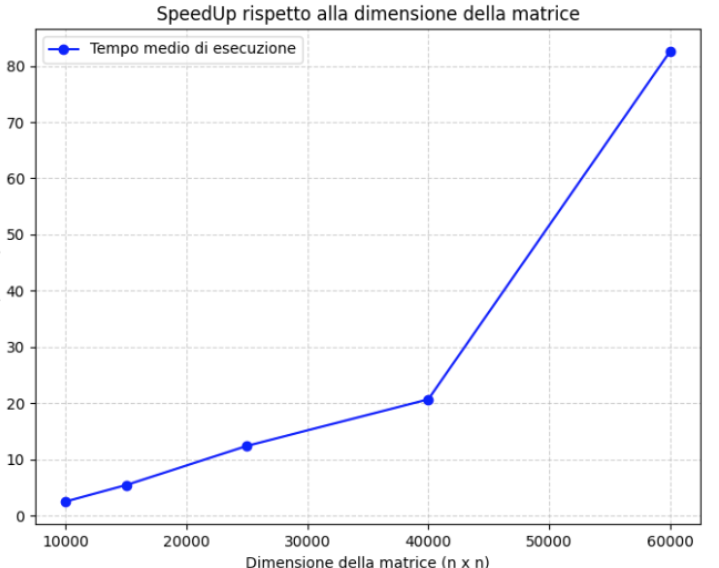 SpeedUp rispetto alla dimensione della matrice
Tempo medio di esecuzione
80
70
60
50
40
30
20
10
0
10000 20000 30000 40000 50000 60000
Dimensione della matrice (n x n)